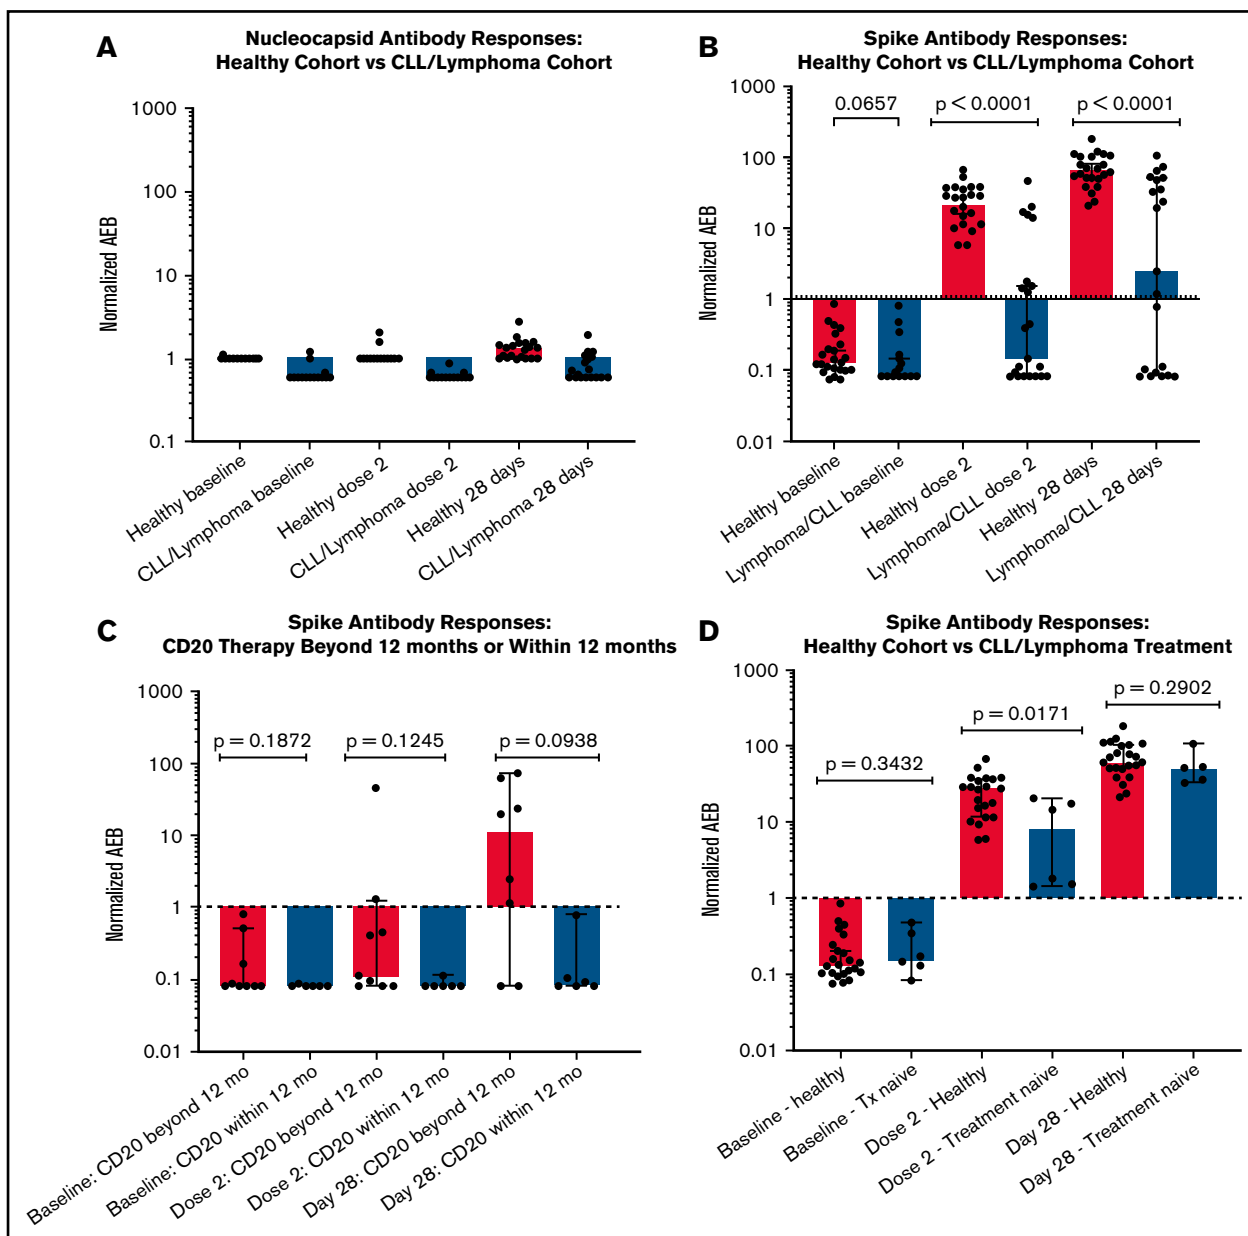 A
Nucleocapsid Antibody Responses:
Healthy Cohort vs CLL/Lymphoma Cohort
Normalized AEB
1000
100
10
1
0.1
Healthy baseline
CLL/Lymphoma baseline
Healthy dose 2
CLL/Lymphoma dose 2
Healthy 28 days
CLL/Lymphoma 28 days
B
Spike Antibody Responses:
Healthy Cohort vs CLL/Lymphoma Cohort
Normalized AEB
1000
100
10
1
0.1
0.01
0.0657
p < 0.0001
p < 0.0001
Healthy baseline
Lymphoma/CLL baseline
Healthy dose 2
Lymphoma/CLL dose 2
Healthy 28 days
Lymphoma/CLL 28 days
C
Spike Antibody Responses:
CD20 Therapy Beyond 12 months or Within 12 months
Normalized AEB
1000
100
10
1
0.1
0.01
p = 0.1872
p = 0.1245
p = 0.0938
Baseline: CD20 beyond 12 mo
Baseline: CD20 within 12 mo
Dose 2: CD20 beyond 12 mo
Dose 2: CD20 within 12 mo
Day 28: CD20 beyond 12 mo
Day 28: CD20 within 12 mo
D
Spike Antibody Responses:
Healthy Cohort vs CLL/Lymphoma Treatment
Normalized AEB
1000
100
10
1
0.1
0.01
p = 0.3432
p = 0.0171
p = 0.2902
Baseline - healthy
Baseline - Tx naive
Dose 2 - Healthy
Dose 2 - Treatment naive
Day 28 - Healthy
Day 28 - Treatment naive